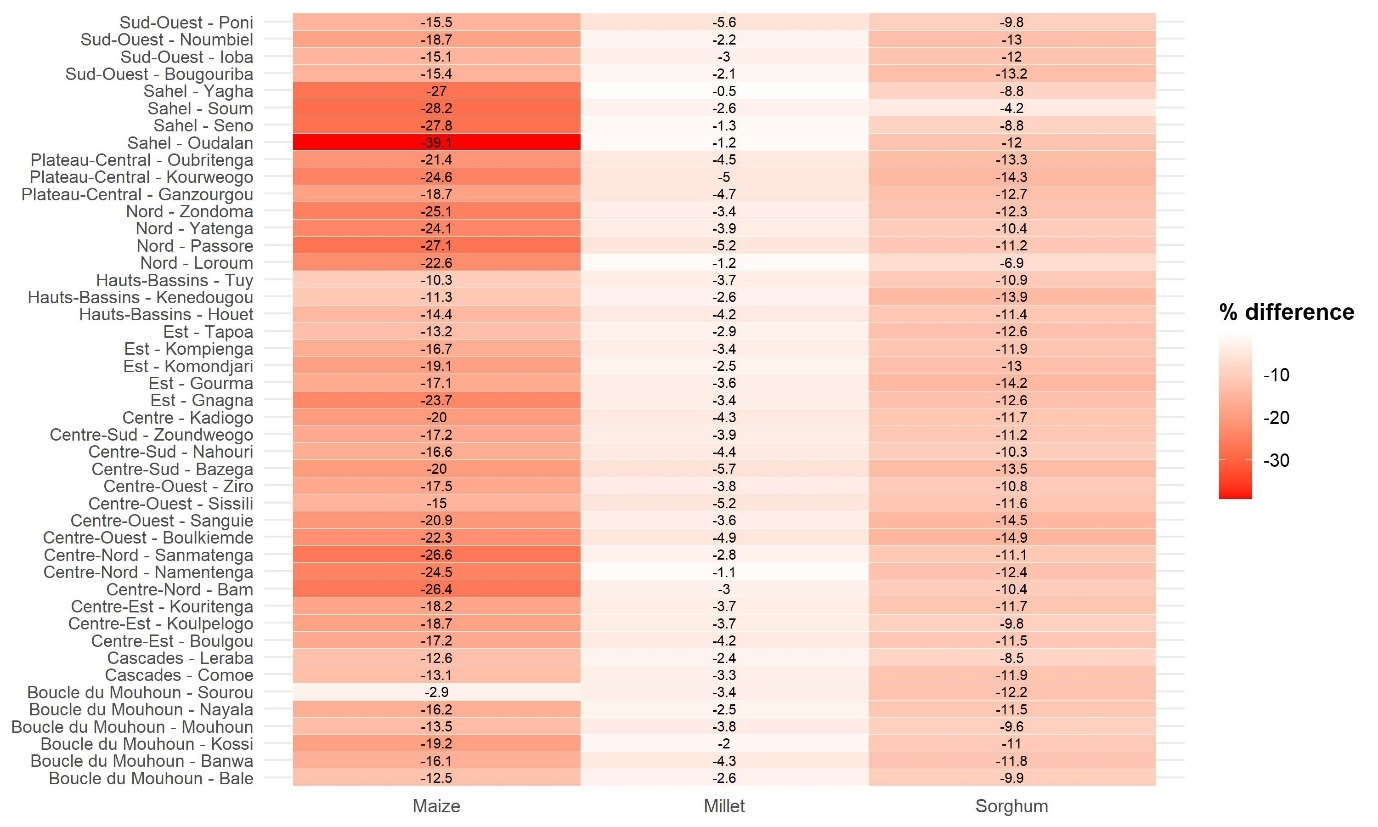 Sud-Ouest - Poni -15.5 -5.6 -9.8
Sud-Ouest - Noumbiel -18.7 -2.2 -13
Sud-Ouest - Ioba -15.1 -3 -12
Sud-Ouest - Bougouriba -15.4 -2.1 -13.2
Sahel - Yagha -27 -0.5 -8.8
Sahel - Soum -28.2 -2.6 -4.2
Sahel - Seno -27.8 -1.3 -8.8
Sahel - Oudalan -39.1 -1.2 -12
Plateau-Central - Oubritenga -21.4 -4.5 -13.3
Plateau-Central - Kourweogo -24.6 -5 -14.3
Plateau-Central - Ganzourgou -18.7 -4.7 -12.7
Nord - Zondoma -25.1 -3.4 -12.3
Nord - Yatenga -24.1 -3.9 -10.4
Nord - Passore -27.1 -5.2 -11.2
Nord - Loroum -22.6 -1.2 -6.9
Hauts-Bassins - Tuy -10.3 -3.7 -10.9
Hauts-Bassins - Kenedougou -11.3 -2.6 -13.9
Hauts-Bassins - Houet -14.4 -4.2 -11.4
Est - Tapoa -13.2 -2.9 -12.6
Est - Kompienga -16.7 -3.4 -11.9
Est - Komondjari -19.1 -2.5 -13
Est - Gourma -17.1 -3.6 -14.2
Est - Gnagna -23.7 -3.4 -12.6
Centre - Kadiogo -20 -4.3 -11.7
Centre-Sud - Zoundweogo -17.2 -3.9 -11.2
Centre-Sud - Nahouri -16.6 -4.4 -10.3
Centre-Sud - Bazega -20 -5.7 -13.5
Centre-Ouest - Ziro -17.5 -3.8 -10.8
Centre-Ouest - Sissili -15 -5.2 -11.6
Centre-Ouest - Sanguie -20.9 -3.6 -14.5
Centre-Ouest - Boulkiemde -22.3 -4.9 -14.9
Centre-Nord - Sanmatenga -26.6 -2.8 -11.1
Centre-Nord - Namentenga -24.5 -1.1 -12.4
Centre-Nord - Bam -26.4 -3 -10.4
Centre-Est - Kouritenga -18.2 -3.7 -11.7
Centre-Est - Koulpelogo -18.7 -3.7 -9.8
Centre-Est - Boulgou -17.2 -4.2 -11.5
Cascades - Leraba -12.6 -2.4 -8.5
Cascades - Comoe -13.1 -3.3 -11.9
Boucle du Mouhoun - Sourou -2.9 -3.4 -12.2
Boucle du Mouhoun - Nayala -16.2 -2.5 -11.5
Boucle du Mouhoun - Mouhoun -13.5 -3.8 -9.6
Boucle du Mouhoun - Kossi -19.2 -2 -11
Boucle du Mouhoun - Banwa -16.1 -4.3 -11.8
Boucle du Mouhoun - Bale -12.5 -2.6 -9.9
Maize Millet Sorghum
% difference
-10
-20
-30